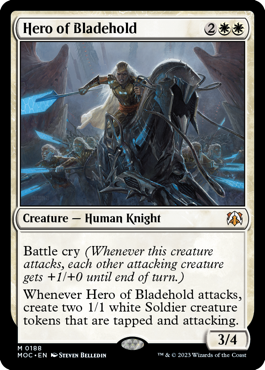 Hero of Bladehold 2
Creature — Human Knight
Battle cry (Whenever this creature
attacks, each other attacking creature
gets +1/+0 until end of turn.)
Whenever Hero of Bladehold attacks,
create two 1/1 white Soldier creature
tokens that are tapped and attacking.
3/4
M 0188
MOC • EN Steven Belledin
™ & © 2023 Wizards of the Coast